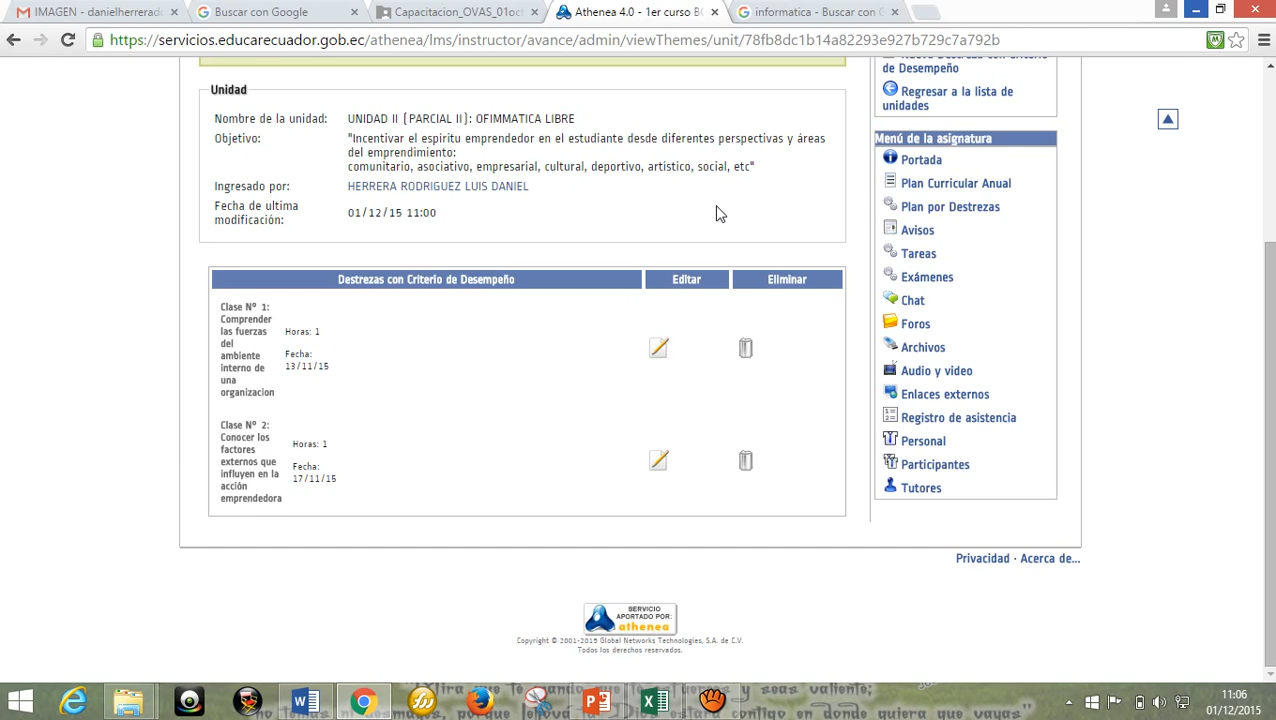 IMAGEN - danielherrerado
Buscar con Google
Capacitacion_OVAS_01oct
Athenea 4.0 - 1er curso BG
informatica - Buscar con G
https://servicios.educarecuador.gob.ec/athenea/lms/instructor/awards/admin/viewThemes/unit/78fb8dc1b14a82293e927b729c7a792b
Unidad
Nombre de la unidad: UNIDAD II (PARCIAL II): OFIMMATICA LIBRE
Objetivo: "Incentivar el espíritu emprendedor en el estudiante desde diferentes perspectivas y áreas
del emprendimiento:
comunitario, asociativo, empresarial, cultural, deportivo, artístico, social, etc"
Ingresado por: HERRERA RODRIGUEZ LUIS DANIEL
Fecha de ultima
modificación: 01/12/15 11:00
Destrezas con Criterio de Desempeño Editar Eliminar
Clase Nº 1:
Comprender
las fuerzas
del
ambiente
interno de
una
organizacion
Horas: 1
Fecha:
13/11/15
Clase Nº 2:
Conocer los
factores
externos que
influyen en la
acción
emprendedora
Horas: 1
Fecha:
17/11/15
de Desempeño
Regresar a la lista de
unidades
Menú de la asignatura
Portada
Plan Curricular Anual
Plan por Destrezas
Avisos
Tareas
Exámenes
Chat
Foros
Archivos
Audio y video
Enlaces externos
Registro de asistencia
Personal
Participantes
Tutores
Privacidad · Acerca de...
SERVICIO
APORTADO POR:
athenea
Copyright © 2001-2015 Global Networks Technologies, S.A. de C.V.
Todos los derechos reservados.
11:06
01/12/2015